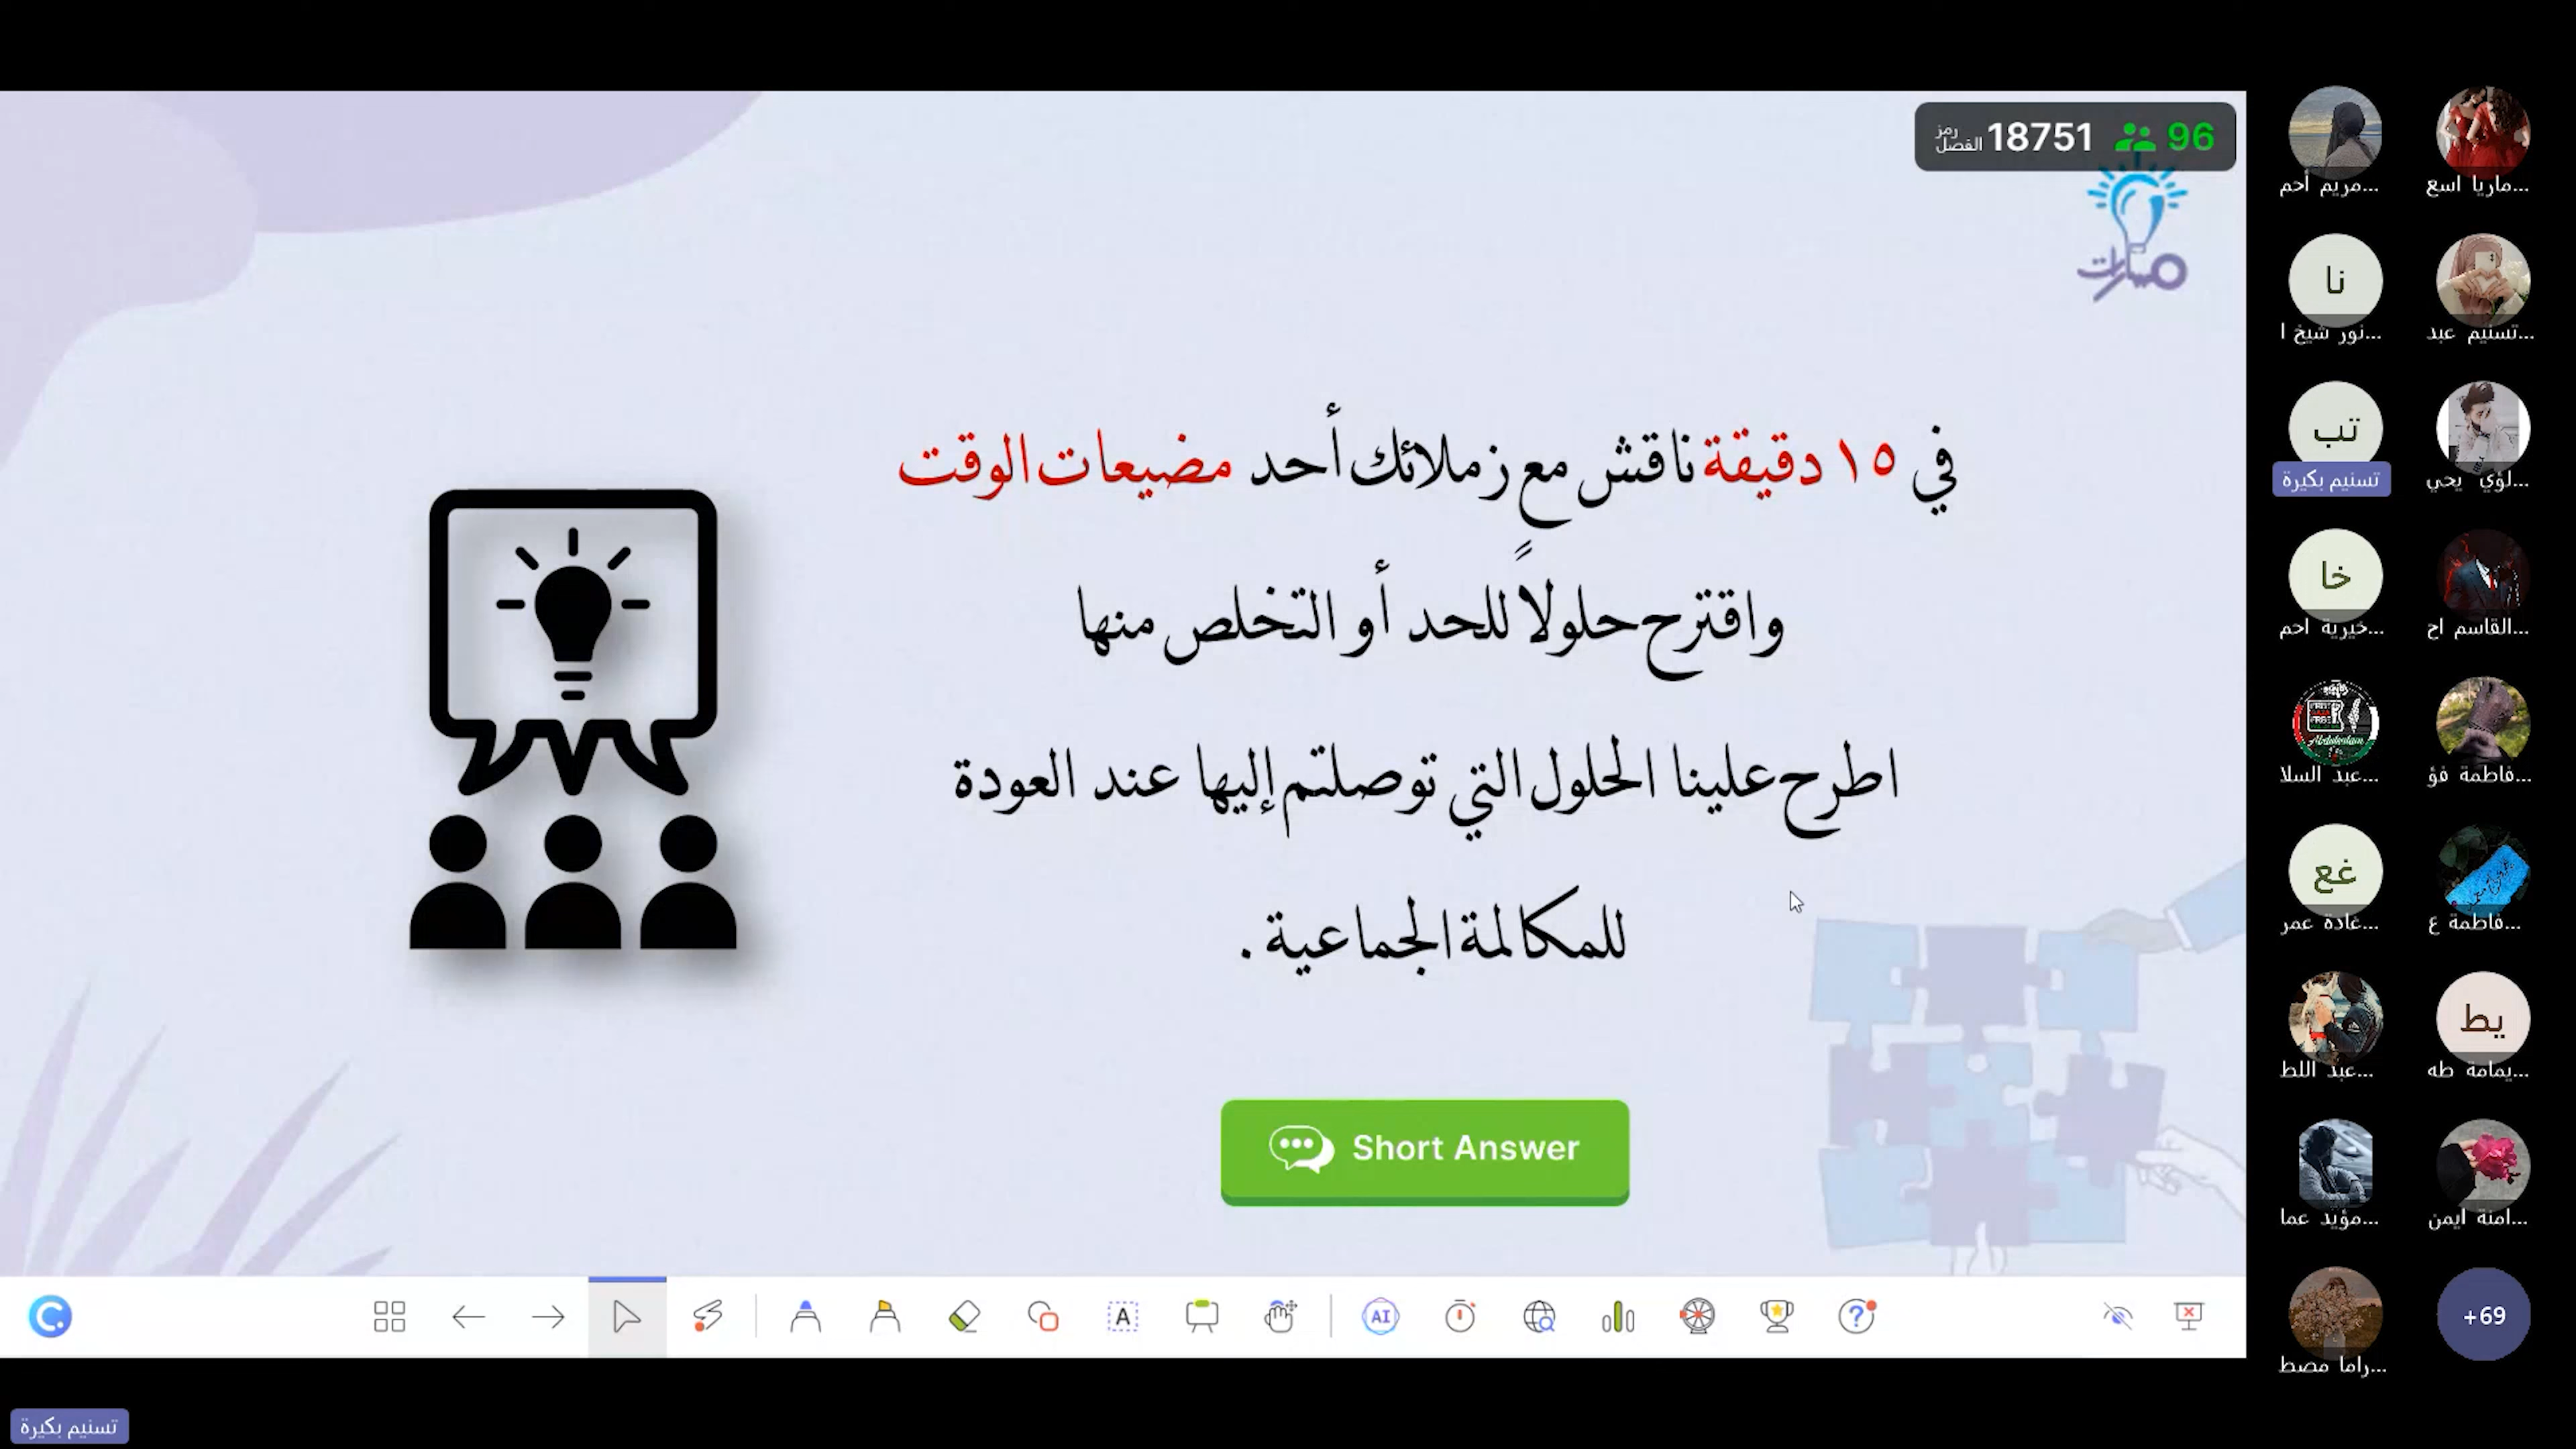 رمز الفصل 18751 96
مسارات
في ١٥ دقيقة ناقش مع زملائك أحد مضيعات الوقت
واقترح حلولاً للحد أو التخلص منها
اطرح علينا الحلول التي توصلتم إليها عند العودة
للمكالمة الجماعية .
Short Answer
A
AI
?
مريم أحم...
ماريا اسع...
نا
نور شيخ ا...
تسنيم عبد...
تب
تسنيم بكيرة
لؤي يحي...
خا
خيرية احم...
القاسم اح...
عبد السلا...
فاطمة فؤ...
غع
غادة عمر...
فاطمة ع...
عبد اللط...
يط
يمامة طه...
مؤيد عما...
امنة ايمن...
راما مصط...
+69
تسنيم بكيرة